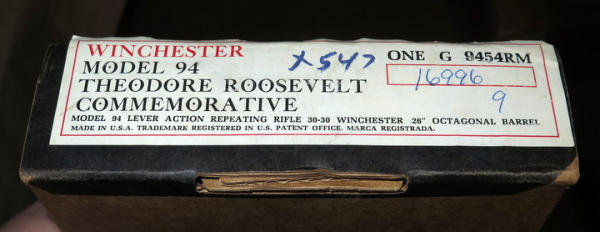 WINCHESTER
MODEL 94
THEODORE ROOSEVELT
COMMEMORATIVE
MODEL 94 LEVER ACTION REPEATING RIFLE 30-30 WINCHESTER 26" OCTAGONAL BARREL
MADE IN U.S.A. TRADEMARK REGISTERED IN U.S. PATENT OFFICE. MARCA REGISTRADA.
X547
ONE G 9454RM
16996
9